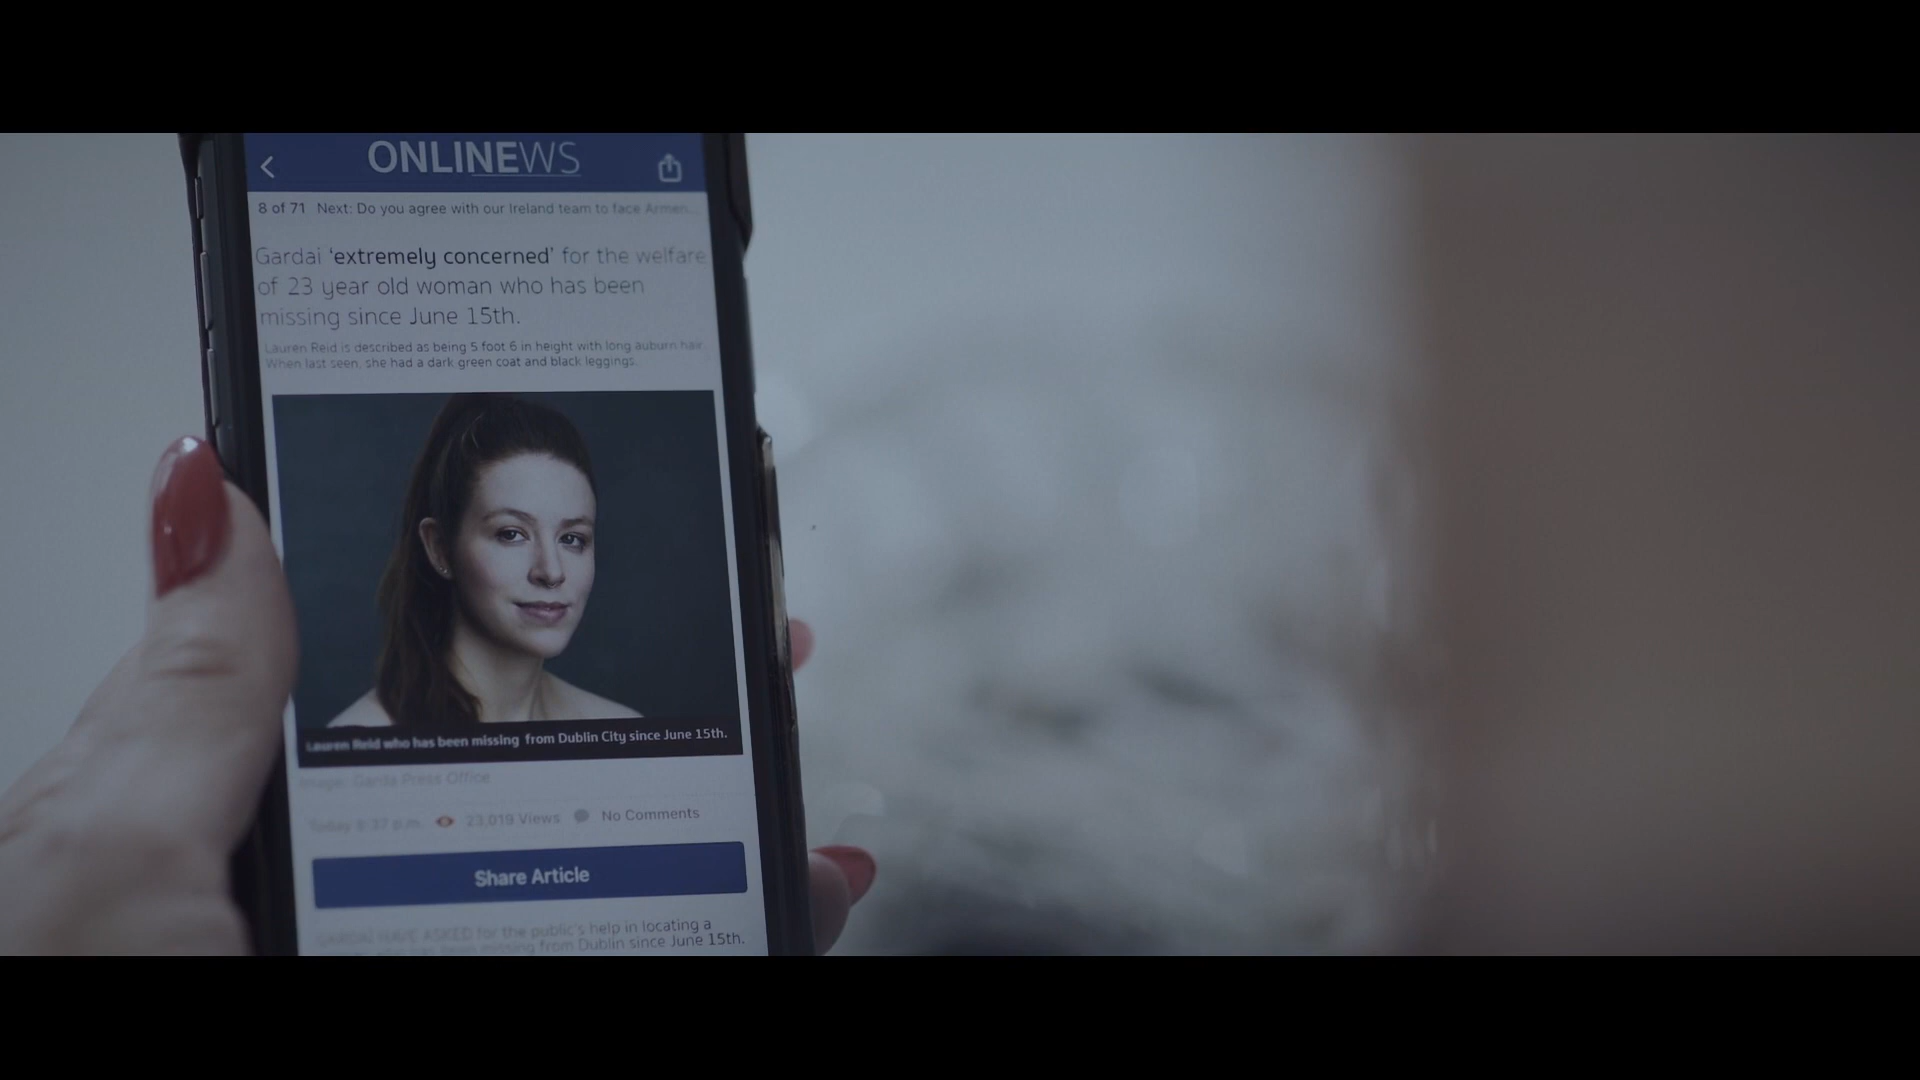 ONLINEWS
8 of 71 Next: Do you agree with our Ireland team to face Armen...
Gardai ‘extremely concerned’ for the welfare
of 23 year old woman who has been
missing since June 15th.
Lauren Reid is described as being 5 foot 6 in height with long auburn hair.
When last seen, she had a dark green coat and black leggings.
Lauren Reid who has been missing from Dublin City since June 15th.
Image: Garda Press Office
Today 8:37 p.m. 23,019 Views No Comments
Share Article
GARDAI HAVE ASKED for the public's help in locating a
been missing from Dublin since June 15th.